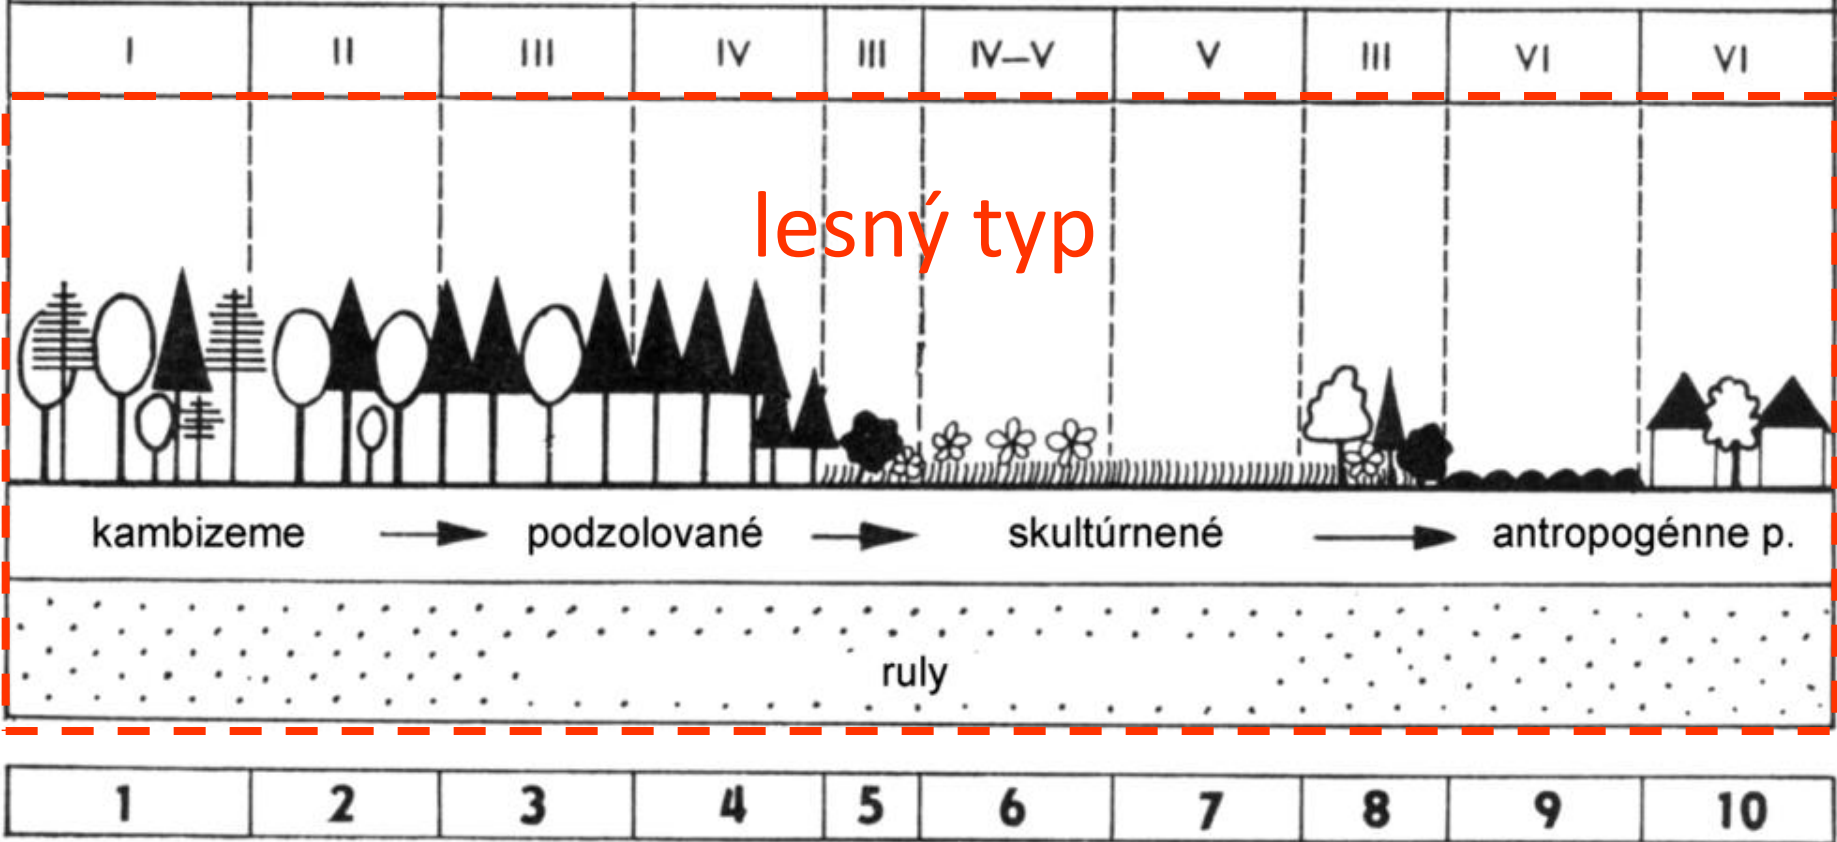 I II III IV III IV–V V III VI VI
lesný typ
kambizeme podzolované skultúrnené antropogénne p.
ruly
1 2 3 4 5 6 7 8 9 10